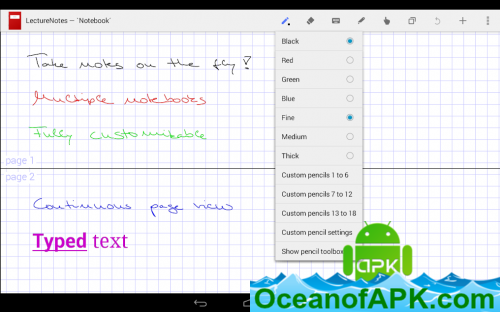 LectureNotes – `Notebook`
Take notes on the fly!
Multiple notebooks
Fully customizable
page 1
page 2
Continuous page view
Typed text
Black
Red
Green
Blue
Fine
Medium
Thick
Custom pencils 1 to 6
Custom pencils 7 to 12
Custom pencils 13 to 18
Custom pencil settings
Show pencil toolbox
APK
OceanofAPK.com